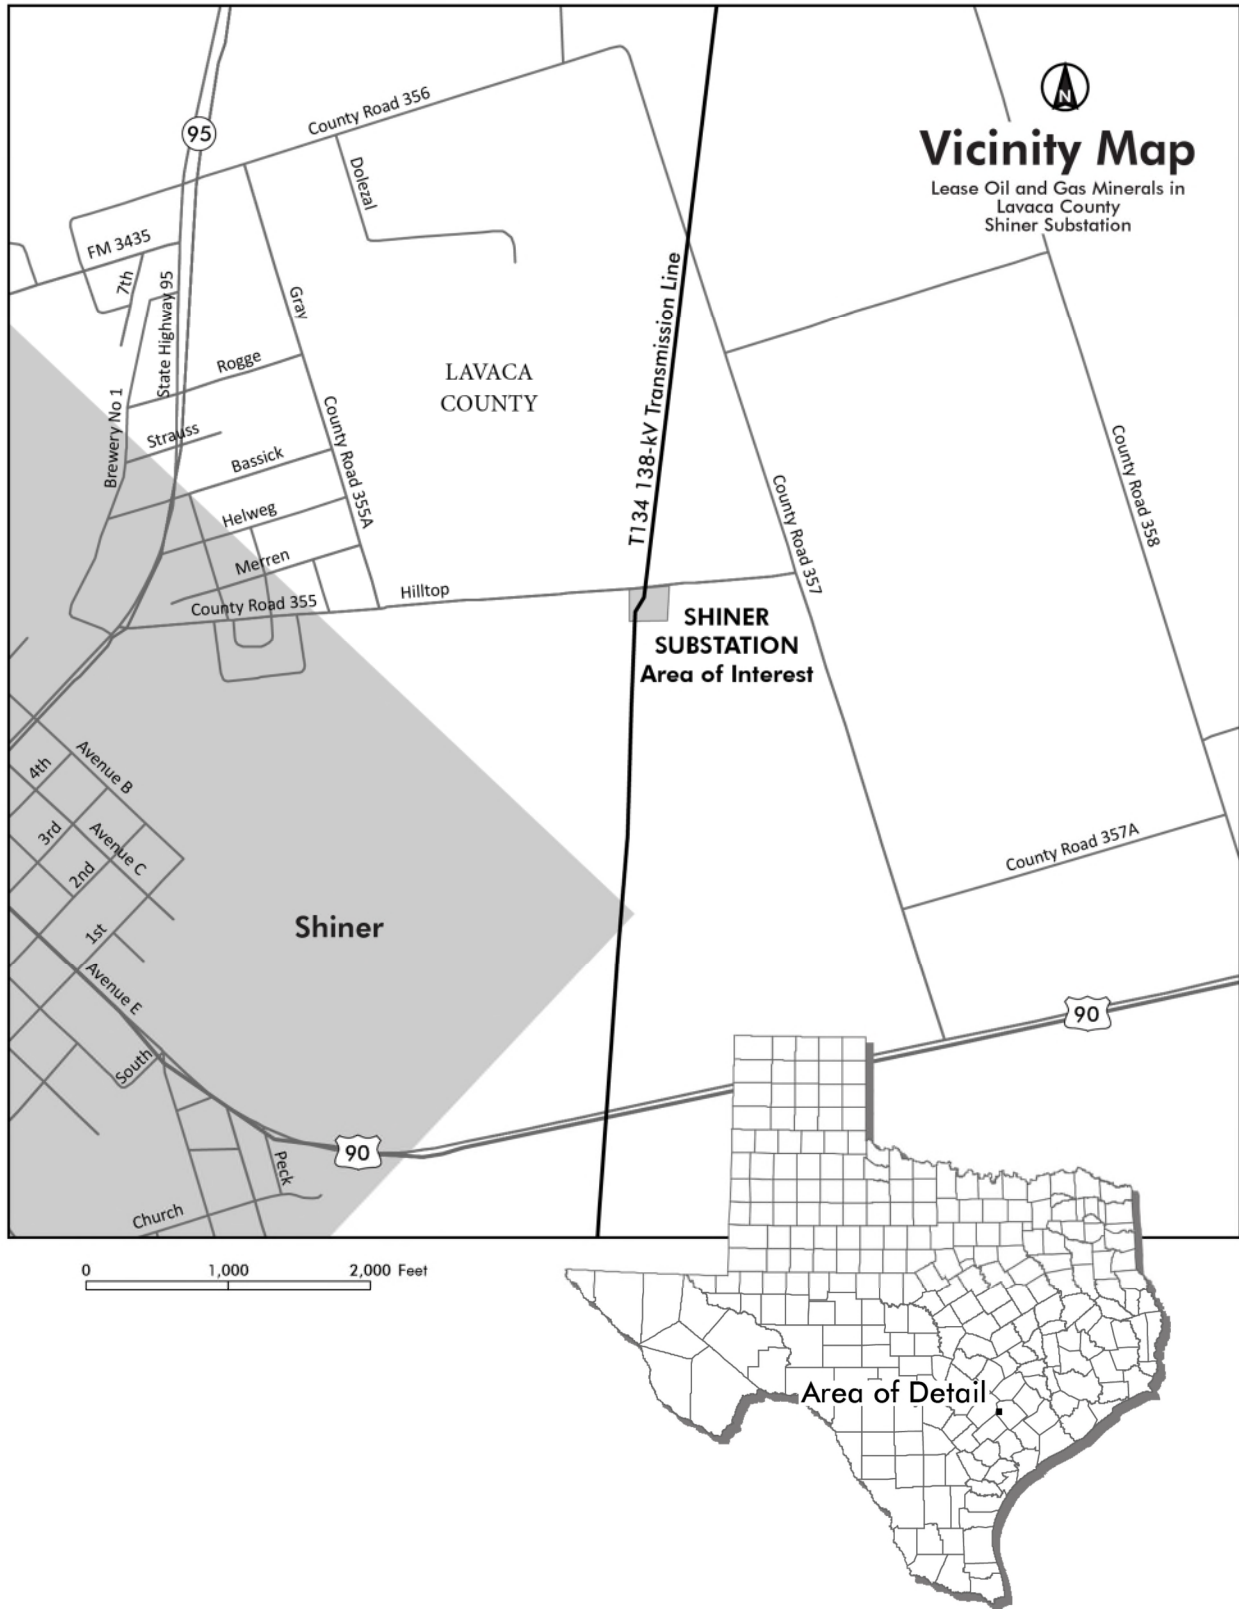 N
Vicinity Map
Lease Oil and Gas Minerals in
Lavaca County
Shiner Substation
County Road 356
95
Dolezal
FM 3435
7th
State Highway 95
Gray
T134 138-kV Transmission Line
Rogge
LAVACA
COUNTY
Brewery No 1
Strauss
County Road 355A
Bassick
County Road 357
County Road 358
Helweg
Merren
County Road 355
Hilltop
SHINER
SUBSTATION
Area of Interest
Avenue B
4th
3rd
Avenue C
2nd
County Road 357A
Shiner
1st
Avenue E
90
South
90
Peck
Church
0 1,000 2,000 Feet
Area of Detail